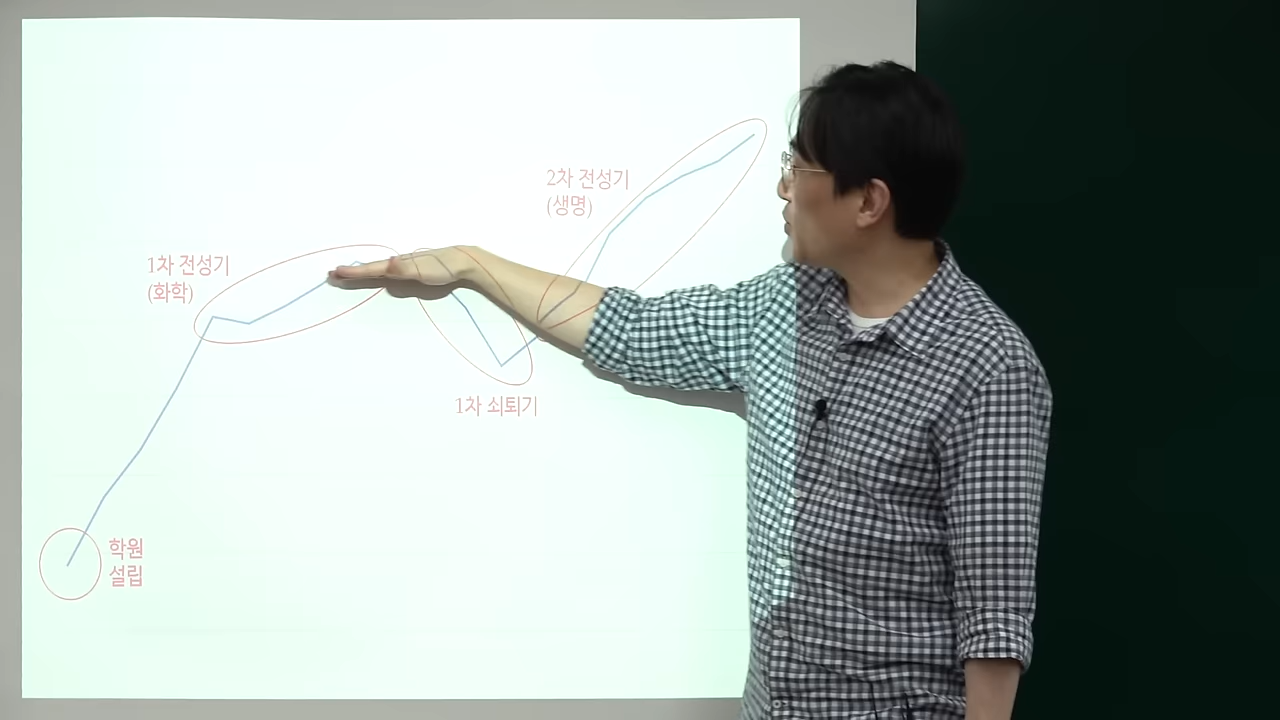 2차 전성기
(생명)
1차 전성기
(화학)
1차 쇠퇴기
학원
설립